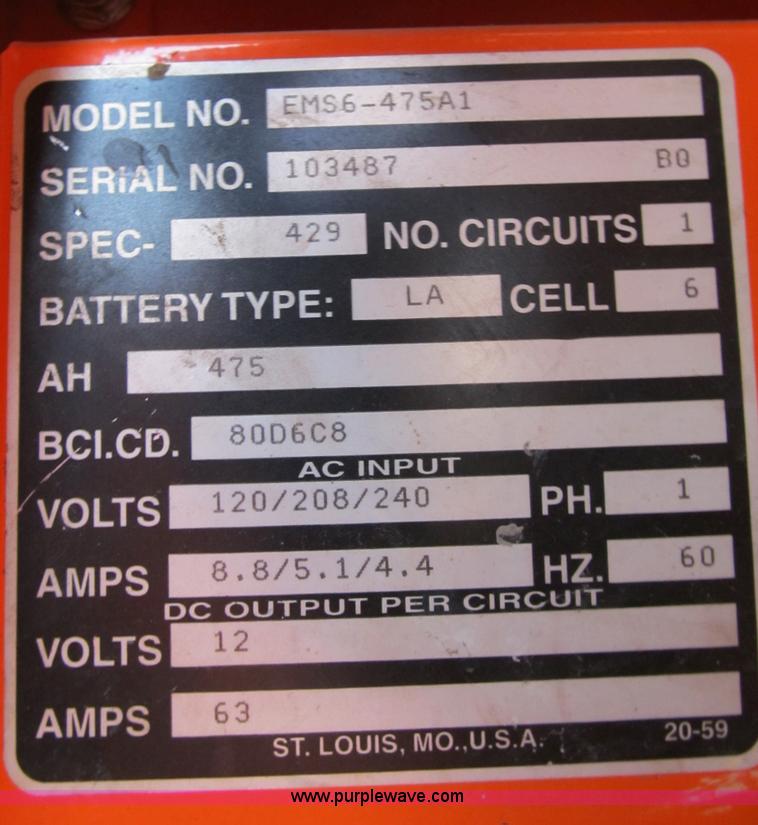 MODEL NO. EMS6-475A1
SERIAL NO. 103487 BQ
SPEC- 429 NO. CIRCUITS 1
BATTERY TYPE: LA CELL 6
AH 475
BCI.CD. 80D6C8
AC INPUT
VOLTS 120/208/240 PH. 1
AMPS 8.8/5.1/4.4 HZ. 60
DC OUTPUT PER CIRCUIT
VOLTS 12
AMPS 63
ST. LOUIS, MO.,U.S.A. 20-59
www.purplewave.com